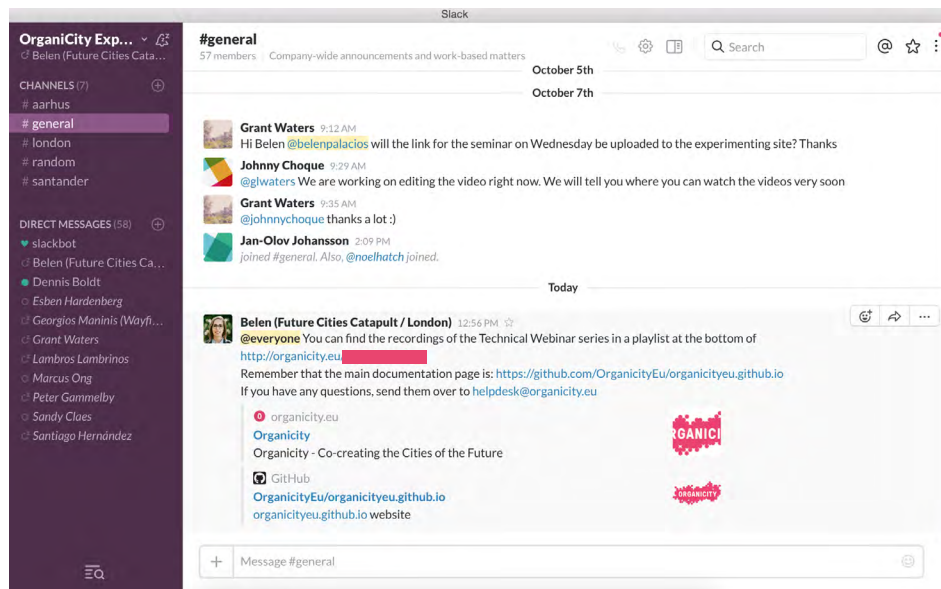 Slack
OrganiCity Exp...
Belen (Future Cities Cata...
CHANNELS (7)
# aarhus
# general
# london
# random
# santander
DIRECT MESSAGES (58)
slackbot
Belen (Future Cities Ca...
Dennis Boldt
Esben Hardenberg
Georgios Maninis (Wayfi...
Grant Waters
Lambros Lambrinos
Marcus Ong
Peter Gammelby
Sandy Claes
Santiago Hernández
#general
57 members | Company-wide announcements and work-based matters
Search
October 5th
October 7th
Grant Waters 9:12 AM
Hi Belen @belenpalacios will the link for the seminar on Wednesday be uploaded to the experimenting site? Thanks
Johnny Choque 9:29 AM
@glwaters We are working on editing the video right now. We will tell you where you can watch the videos very soon
Grant Waters 9:35 AM
@johnnychoque thanks a lot :)
Jan-Olov Johansson 2:09 PM
joined #general. Also, @noelhatch joined.
Today
Belen (Future Cities Catapult / London) 12:56 PM
@everyone You can find the recordings of the Technical Webinar series in a playlist at the bottom of
http://organicity.eu/
Remember that the main documentation page is: https://github.com/OrganicityEu/organicityeu.github.io
If you have any questions, send them over to helpdesk@organicity.eu
organicity.eu
Organicity
Organicity - Co-creating the Cities of the Future
RGANICI
GitHub
OrganicityEu/organicityeu.github.io
organicityeu.github.io website
ORGANICITY
Message #general